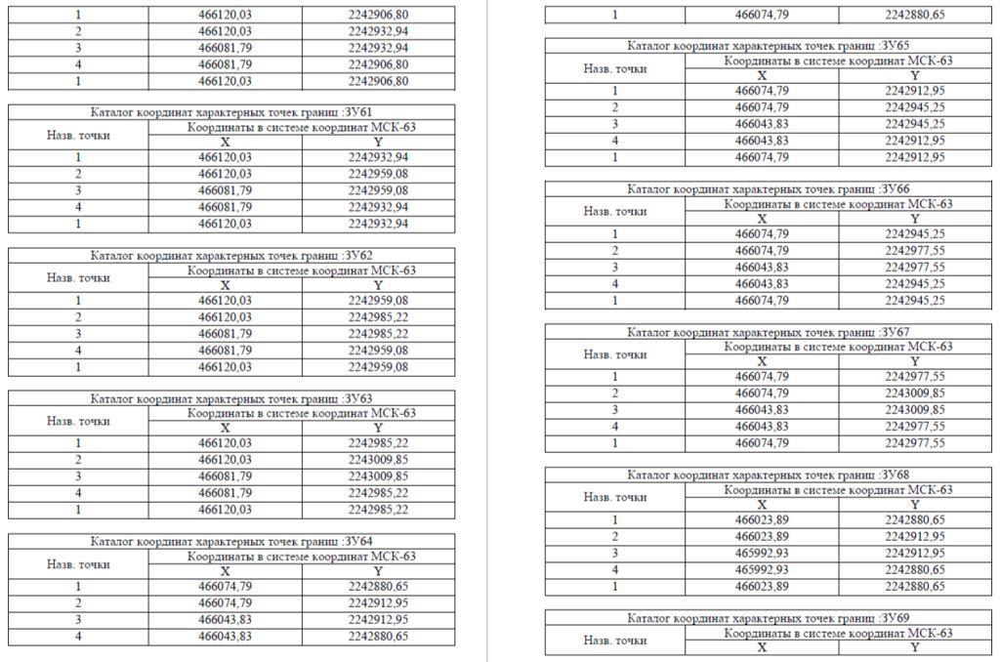 1 466120,03 2242906,80
2 466120,03 2242932,94
3 466081,79 2242932,94
4 466081,79 2242906,80
1 466120,03 2242906,80
Каталог координат характерных точек границ :ЗУ61
Назв. точки Координаты в системе координат МСК-63
X Y
1 466120,03 2242932,94
2 466120,03 2242959,08
3 466081,79 2242959,08
4 466081,79 2242932,94
1 466120,03 2242932,94
Каталог координат характерных точек границ :ЗУ62
Назв. точки Координаты в системе координат МСК-63
X Y
1 466120,03 2242959,08
2 466120,03 2242985,22
3 466081,79 2242985,22
4 466081,79 2242959,08
1 466120,03 2242959,08
Каталог координат характерных точек границ :ЗУ63
Назв. точки Координаты в системе координат МСК-63
X Y
1 466120,03 2242985,22
2 466120,03 2243009,85
3 466081,79 2243009,85
4 466081,79 2242985,22
1 466120,03 2242985,22
Каталог координат характерных точек границ :ЗУ64
Назв. точки Координаты в системе координат МСК-63
X Y
1 466074,79 2242880,65
2 466074,79 2242912,95
3 466043,83 2242912,95
4 466043,83 2242880,65
1 466074,79 2242880,65
Каталог координат характерных точек границ :ЗУ65
Назв. точки Координаты в системе координат МСК-63
X Y
1 466074,79 2242912,95
2 466074,79 2242945,25
3 466043,83 2242945,25
4 466043,83 2242912,95
1 466074,79 2242912,95
Каталог координат характерных точек границ :ЗУ66
Назв. точки Координаты в системе координат МСК-63
X Y
1 466074,79 2242945,25
2 466074,79 2242977,55
3 466043,83 2242977,55
4 466043,83 2242945,25
1 466074,79 2242945,25
Каталог координат характерных точек границ :ЗУ67
Назв. точки Координаты в системе координат МСК-63
X Y
1 466074,79 2242977,55
2 466074,79 2243009,85
3 466043,83 2243009,85
4 466043,83 2242977,55
1 466074,79 2242977,55
Каталог координат характерных точек границ :ЗУ68
Назв. точки Координаты в системе координат МСК-63
X Y
1 466023,89 2242880,65
2 466023,89 2242912,95
3 465992,93 2242912,95
4 465992,93 2242880,65
1 466023,89 2242880,65
Каталог координат характерных точек границ :ЗУ69
Назв. точки Координаты в системе координат МСК-63
X Y